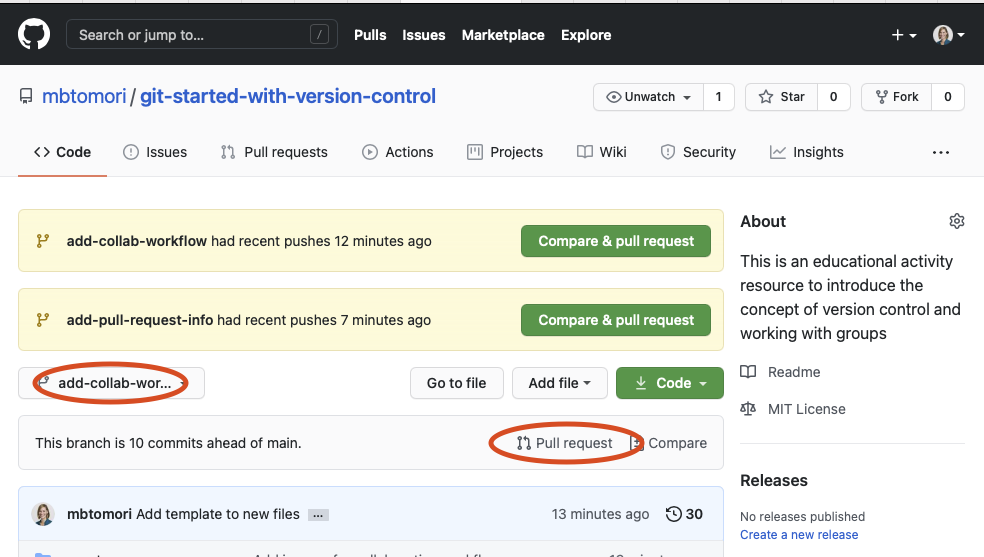 Search or jump to... /
Pulls Issues Marketplace Explore
mbtomori / git-started-with-version-control
Unwatch 1 Star 0 Fork 0
Code Issues Pull requests Actions Projects Wiki Security Insights ...
add-collab-workflow had recent pushes 12 minutes ago
Compare & pull request
add-pull-request-info had recent pushes 7 minutes ago
Compare & pull request
add-collab-wor...
Go to file Add file Code
This branch is 10 commits ahead of main.
Pull request Compare
mbtomori Add template to new files ...
13 minutes ago 30
About
This is an educational activity
resource to introduce the
concept of version control and
working with groups
Readme
MIT License
Releases
No releases published
Create a new release